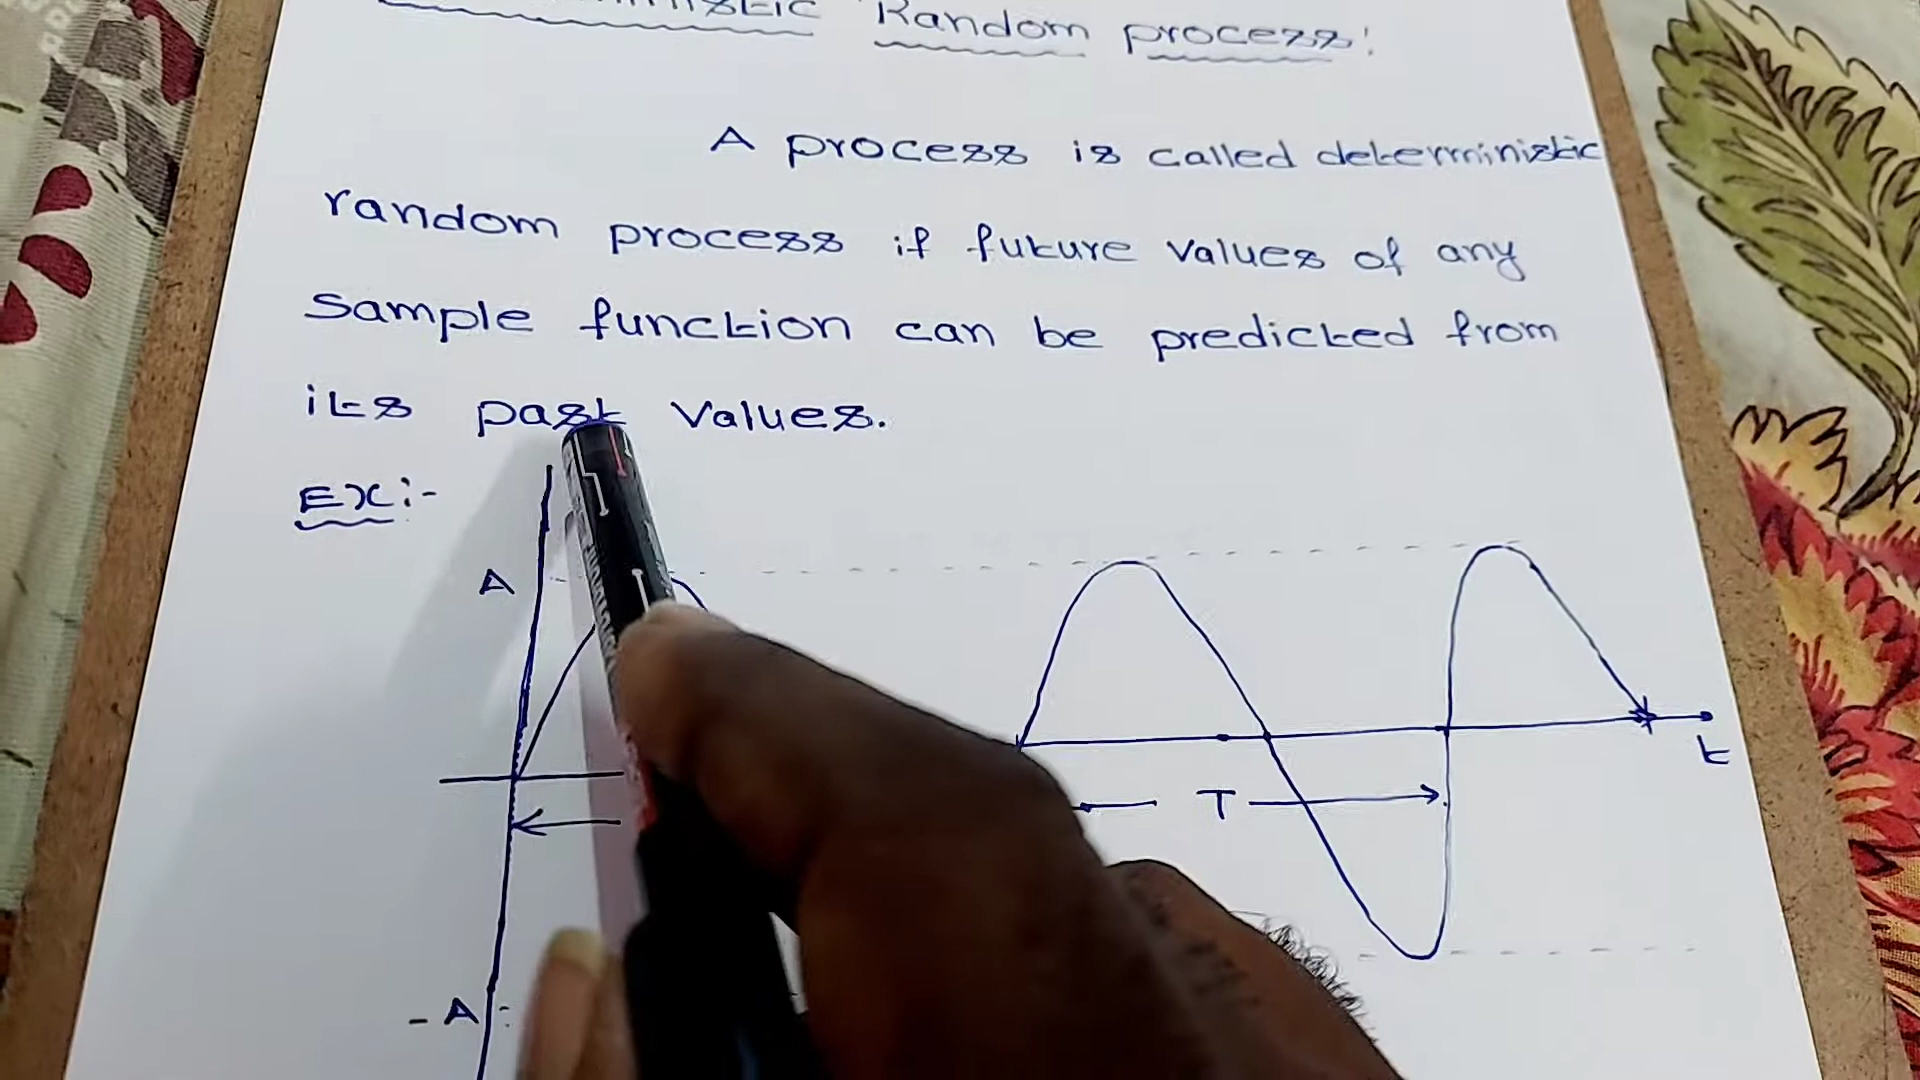 Random process:
A process is called deterministic
random process if future values of any
sample function can be predicted from
its past values.
Ex:-
A
t
T
-A